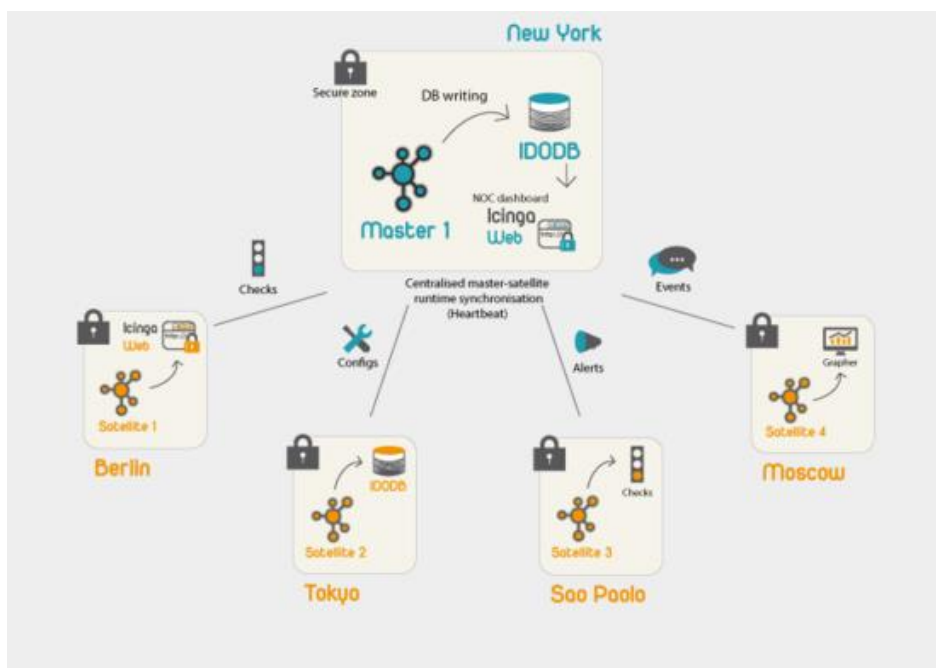 New York
Secure zone
DB writing
IDODB
NOC dashboard
Icinga
Web
Master 1
Checks
Centralised master-satellite
runtime synchronisation
(Heartbeat)
Events
Configs
Alerts
Icinga
Web
Satellite 1
Berlin
IDODB
Satellite 2
Tokyo
Checks
Satellite 3
Sao Paolo
Grapher
Satellite 4
Moscow